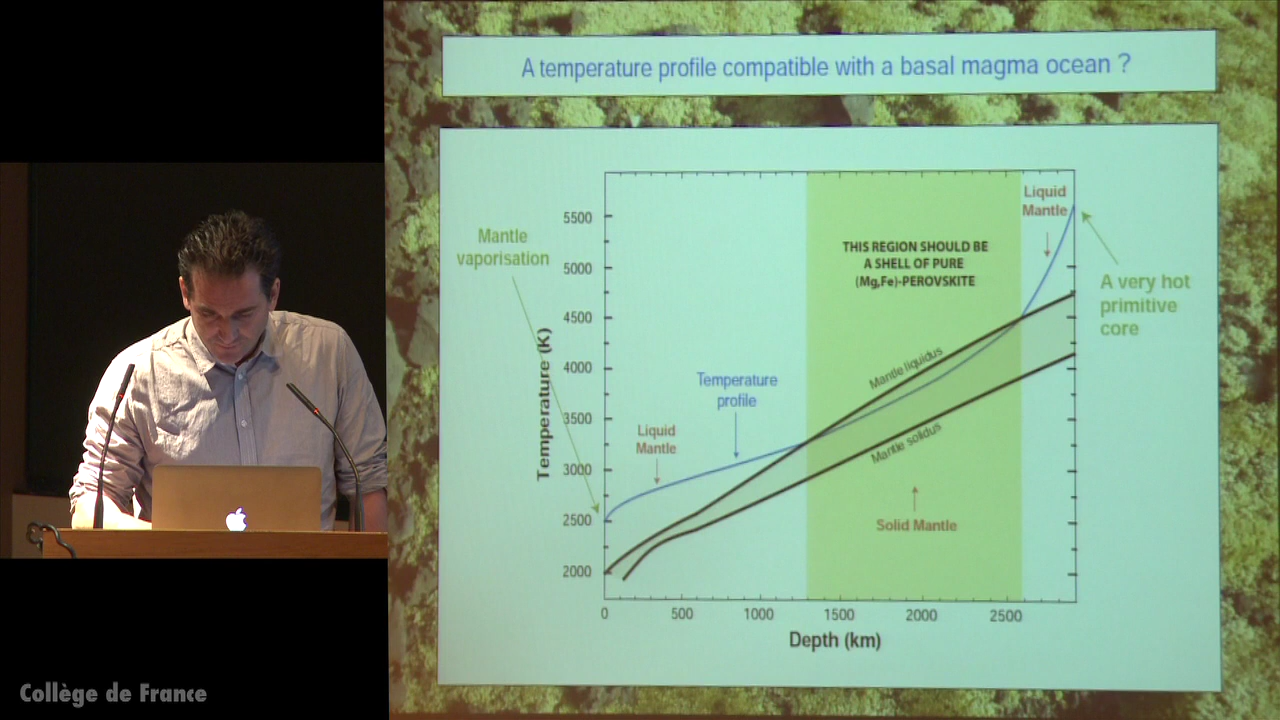 A temperature profile compatible with a basal magma ocean ?
Mantle
vaporisation
Temperature (K)
5500
5000
4500
4000
3500
3000
2500
2000
THIS REGION SHOULD BE
A SHELL OF PURE
(Mg,Fe)-PEROVSKITE
Liquid
Mantle
A very hot
primitive
core
Mantle liquidus
Temperature
profile
Liquid
Mantle
Mantle solidus
Solid Mantle
0
500
1000
1500
2000
2500
Depth (km)
Collège de France